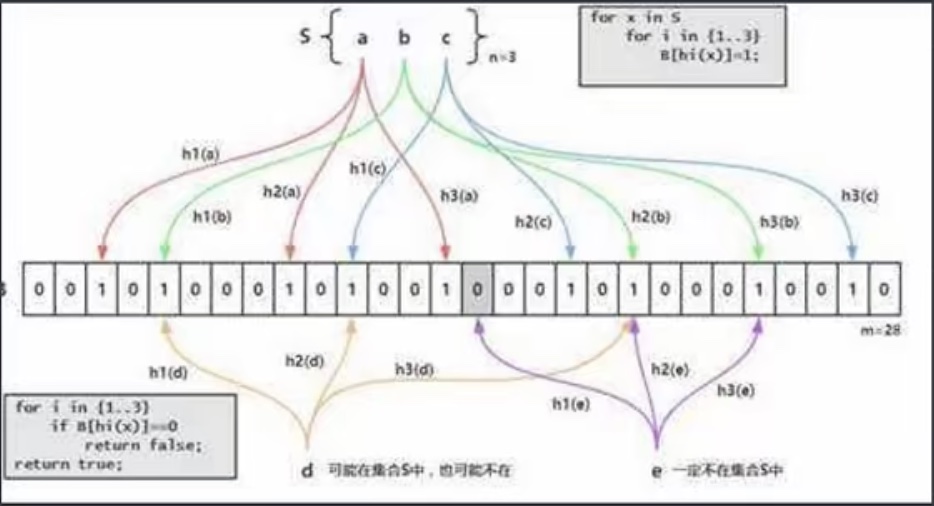 S { a b c } n=3
for x in S
for i in {1..3}
B[hi(x)]=1;
h1(a)
h2(a)
h1(c)
h3(a)
h1(b)
h2(c)
h2(b)
h3(b)
h3(c)
0 0 1 0 1 0 0 0 1 0 1 0 0 1 0 0 0 1 0 1 0 0 0 1 0 0 1 0
m=28
h1(d)
h2(d)
h3(d)
h1(e)
h2(e)
h3(e)
for i in {1..3}
if B[hi(x)]==0
return false;
return true;
d 可能在集合S中，也可能不在
e 一定不在集合S中